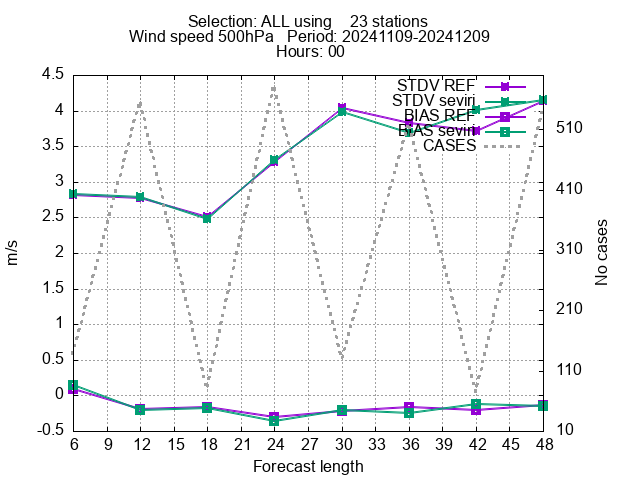 Selection: ALL using 23 stations
Wind speed 500hPa Period: 20241109-20241209
Hours: 00
4.5
4
3.5
3
2.5
2
1.5
1
0.5
0
-0.5
m/s
STDV REF
STDV seviri
BIAS REF
BIAS seviri
CASES
510
410
310
210
110
10
No cases
6 9 12 15 18 21 24 27 30 33 36 39 42 45 48
Forecast length